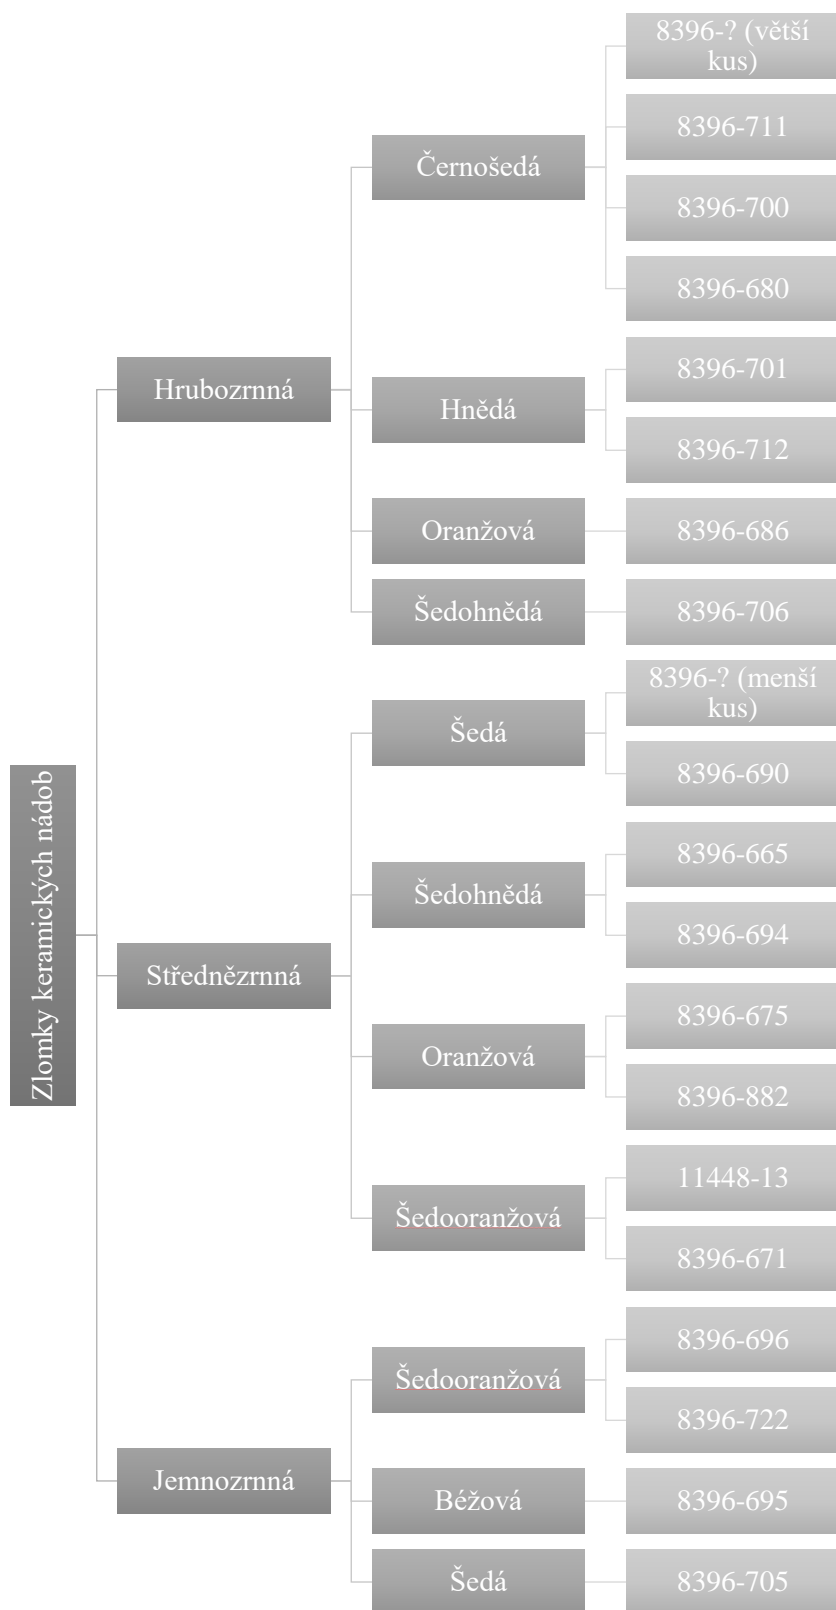 Zlomky keramických nádob
Hrubozrnná
Černošedá
8396-? (větší
kus)
8396-711
8396-700
8396-680
Hnědá
8396-701
8396-712
Oranžová
8396-686
Šedohnědá
8396-706
Střednězrnná
Šedá
8396-? (menší
kus)
8396-690
Šedohnědá
8396-665
8396-694
Oranžová
8396-675
8396-882
Šedooranžová
11448-13
8396-671
Jemnozrnná
Šedooranžová
8396-696
8396-722
Béžová
8396-695
Šedá
8396-705